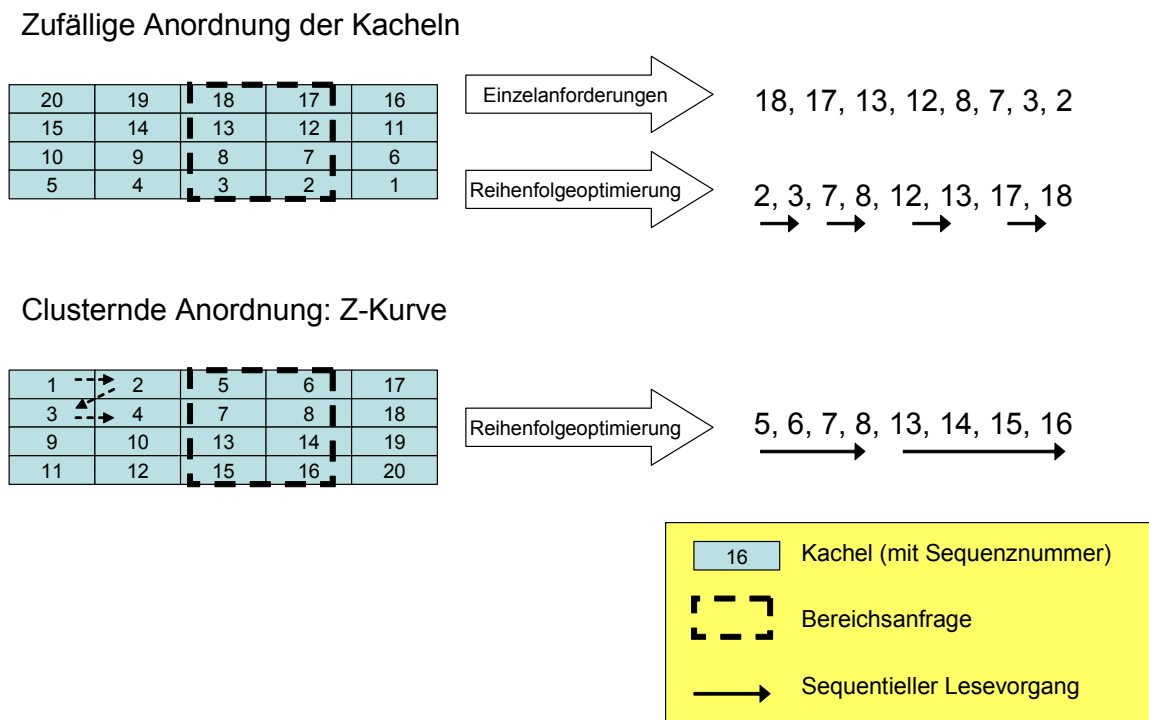 Zufällige Anordnung der Kacheln
20 19 18 17 16
15 14 13 12 11
10 9 8 7 6
5 4 3 2 1
Einzelanforderungen
18, 17, 13, 12, 8, 7, 3, 2
Reihenfolgeoptimierung
2, 3, 7, 8, 12, 13, 17, 18
Clusternde Anordnung: Z-Kurve
1 2 5 6 17
3 4 7 8 18
9 10 13 14 19
11 12 15 16 20
Reihenfolgeoptimierung
5, 6, 7, 8, 13, 14, 15, 16
16 Kachel (mit Sequenznummer)
Bereichsanfrage
Sequentieller Lesevorgang